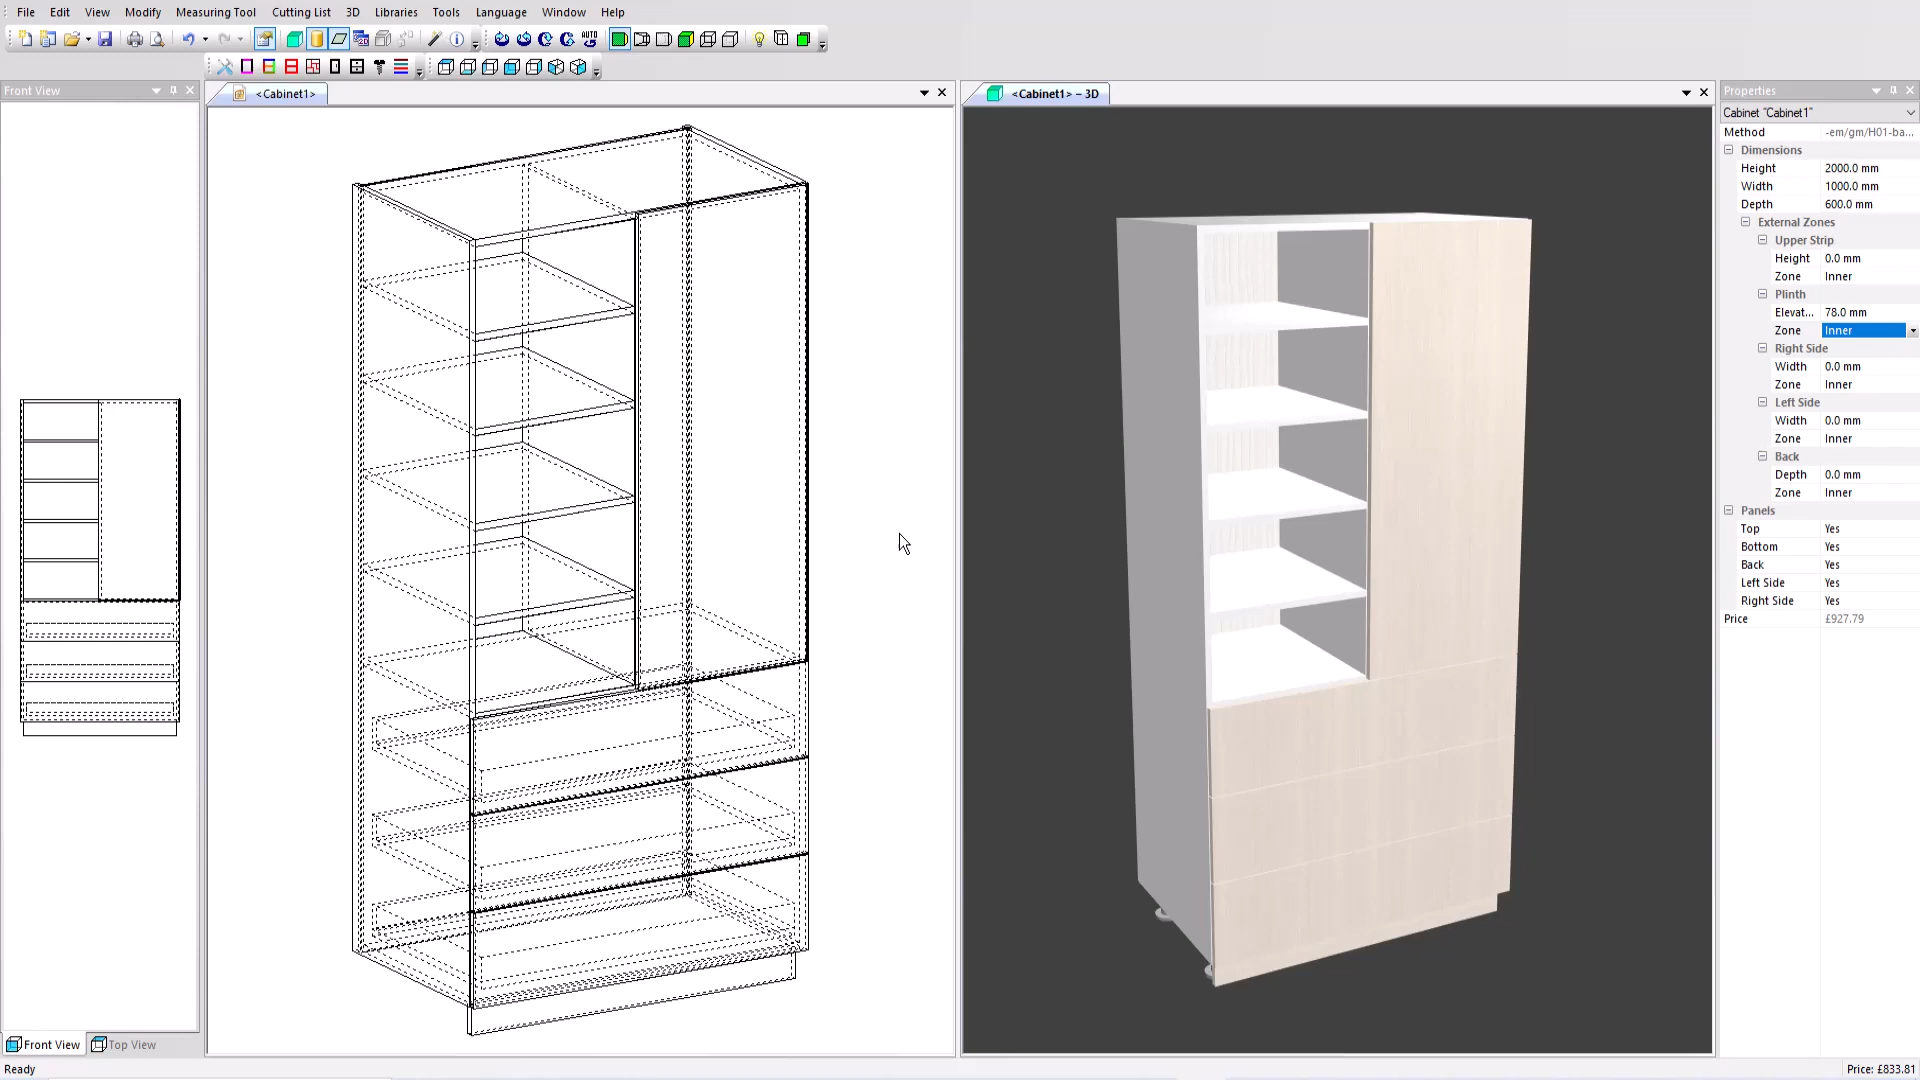 File Edit View Modify Measuring Tool Cutting List 3D Libraries Tools Language Window Help
AUTO
Front View
<Cabinet1>
<Cabinet1> – 3D
Properties
Cabinet "Cabinet1"
Method -em/gm/H01-ba...
Dimensions
Height 2000.0 mm
Width 1000.0 mm
Depth 600.0 mm
External Zones
Upper Strip
Height 0.0 mm
Zone Inner
Plinth
Elevat... 78.0 mm
Zone Inner
Right Side
Width 0.0 mm
Zone Inner
Left Side
Width 0.0 mm
Zone Inner
Back
Depth 0.0 mm
Zone Inner
Panels
Top Yes
Bottom Yes
Back Yes
Left Side Yes
Right Side Yes
Price £927.79
Front View Top View
Ready
Price: £833.81